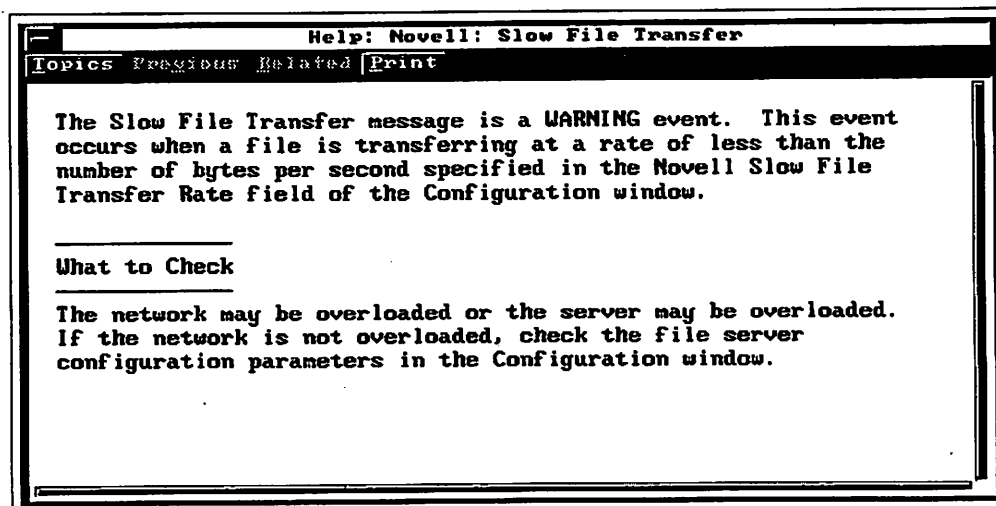 Help: Novell: Slow File Transfer
Topics Previous Related Print
The Slow File Transfer message is a WARNING event. This event
occurs when a file is transferring at a rate of less than the
number of bytes per second specified in the Novell Slow File
Transfer Rate field of the Configuration window.
What to Check
The network may be overloaded or the server may be overloaded.
If the network is not overloaded, check the file server
configuration parameters in the Configuration window.